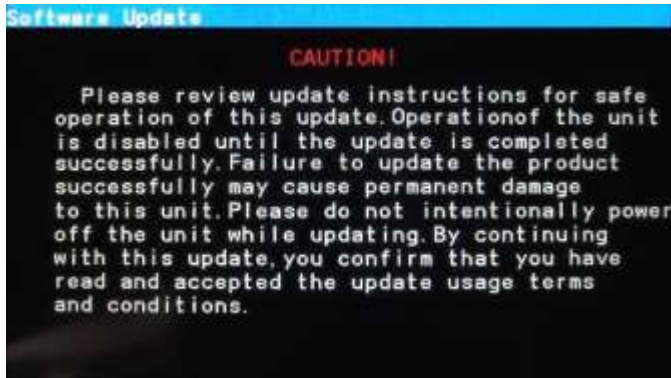 Software Update
CAUTION!
Please review update instructions for safe
operation of this update.Operationof the unit
is disabled until the update is completed
successfully.Failure to update the product
successfully may cause permanent damage
to this unit.Please do not intentionally power
off the unit while updating.By continuing
with this update,you confirm that you have
read and accepted the update usage terms
and conditions.